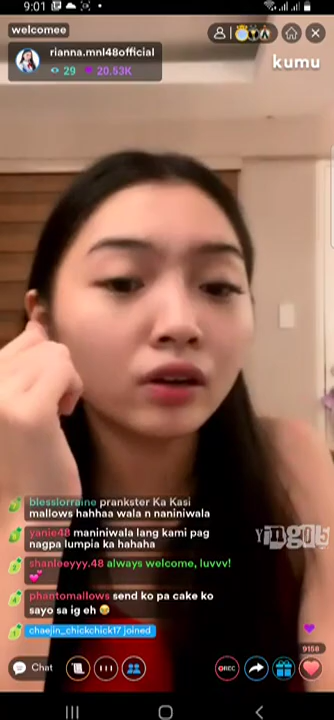 9:01
welcomee
rianna.mnl48official
29 20.53K
kumu
blesslorraine prankster Ka Kasi
mallows hahhaa wala n naniniwala
yanie48 maniniwala lang kami pag
nagpa lumpia ka hahaha
shanleeyyy.48 always welcome, luvvv!
phantomallows send ko pa cake ko
sayo sa ig eh
chaejin_chickchick17 joined
9158
Chat
REC